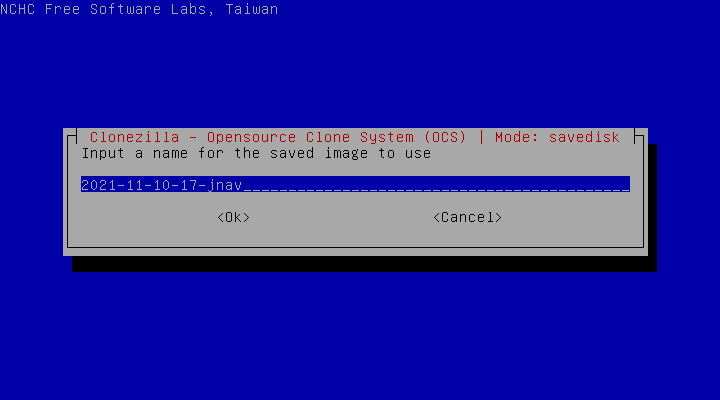 NCHC Free Software Labs, Taiwan
Clonezilla - Opensource Clone System (OCS) | Mode: savedisk
Input a name for the saved image to use
2021-11-10-17-jnav___________________________________________
<Ok> <Cancel>